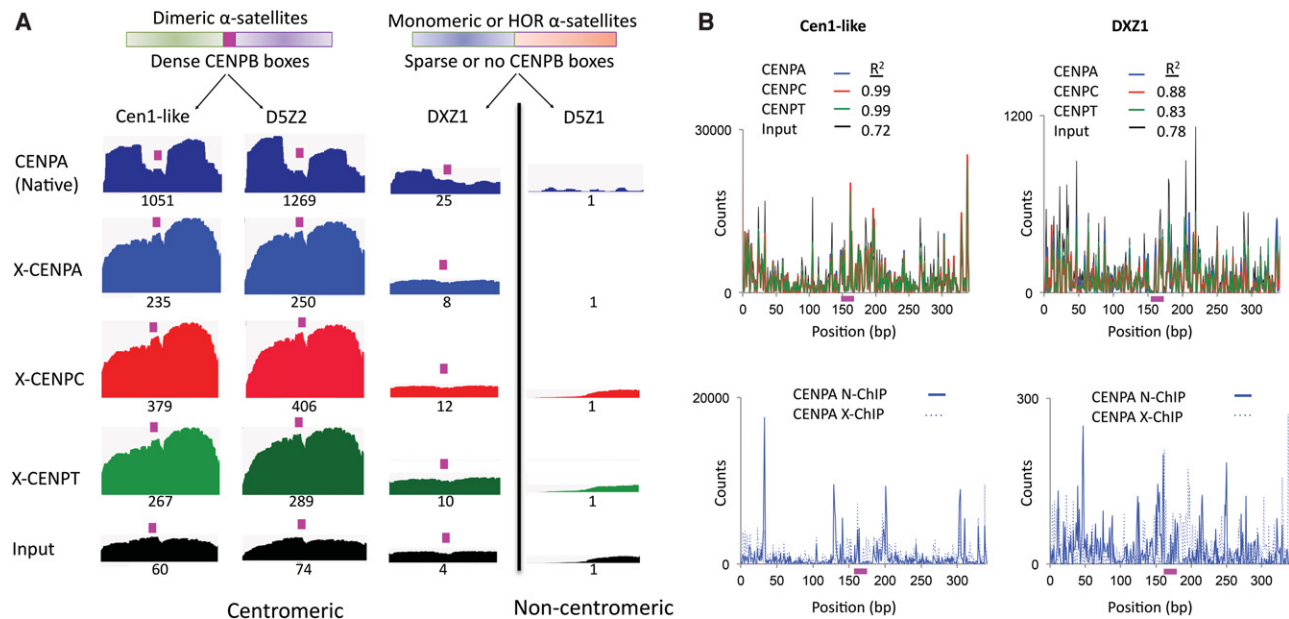 A
Dimeric α-satellites
Dense CENPB boxes
Monomeric or HOR α-satellites
Sparse or no CENPB boxes
Cen1-like
D5Z2
DXZ1
D5Z1
CENPA
(Native)
1051
1269
25
1
X-CENPA
235
250
8
1
X-CENPC
379
406
12
1
X-CENPT
267
289
10
1
Input
60
74
4
1
Centromeric
Non-centromeric
B
Cen1-like
CENPA
CENPC
CENPT
Input
R²
0.99
0.99
0.72
30000
0
Counts
0 50 100 150 200 250 300
Position (bp)
DXZ1
CENPA
CENPC
CENPT
Input
R²
0.88
0.83
0.78
1200
0
Counts
0 50 100 150 200 250 300
Position (bp)
CENPA N-ChIP
CENPA X-ChIP
20000
0
Counts
0 50 100 150 200 250 300
Position (bp)
CENPA N-ChIP
CENPA X-ChIP
300
0
Counts
0 50 100 150 200 250 300
Position (bp)